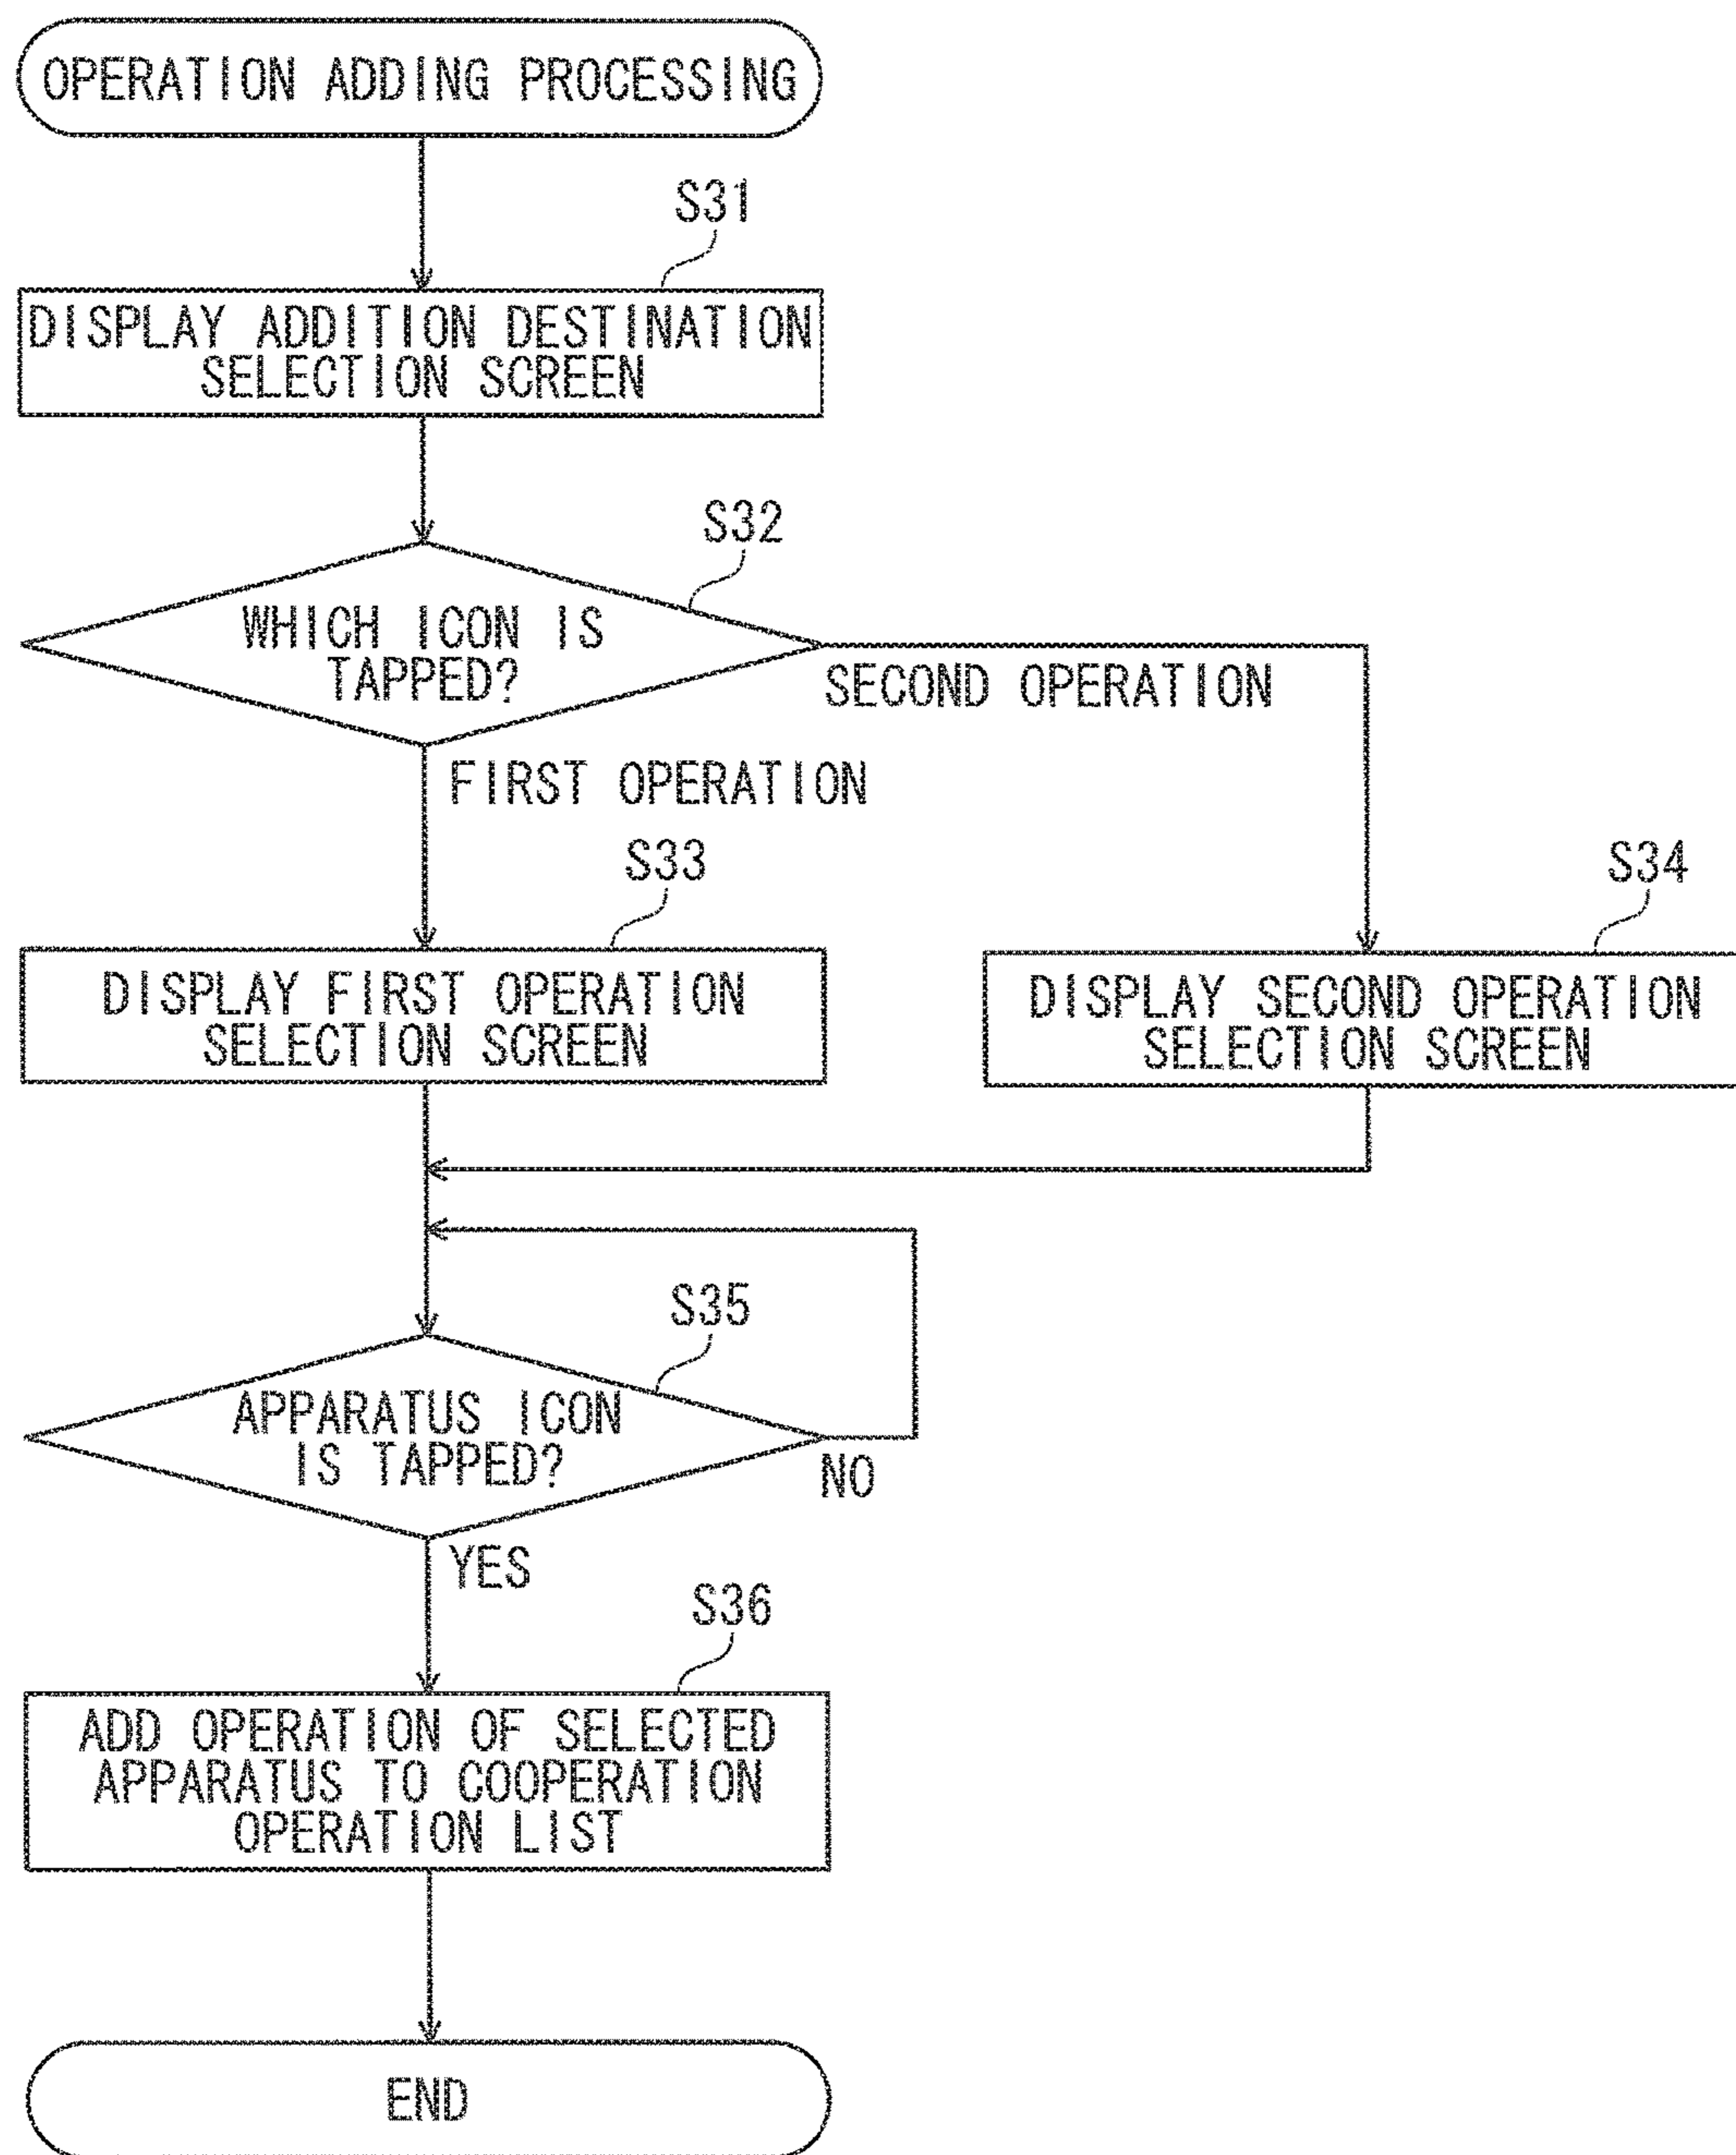 OPERATION ADDING PROCESSING
S31
DISPLAY ADDITION DESTINATION
SELECTION SCREEN
S32
WHICH ICON IS
TAPPED?
SECOND OPERATION
FIRST OPERATION
S33
S34
DISPLAY FIRST OPERATION
SELECTION SCREEN
DISPLAY SECOND OPERATION
SELECTION SCREEN
S35
APPARATUS ICON
IS TAPPED?
NO
YES
S36
ADD OPERATION OF SELECTED
APPARATUS TO COOPERATION
OPERATION LIST
END